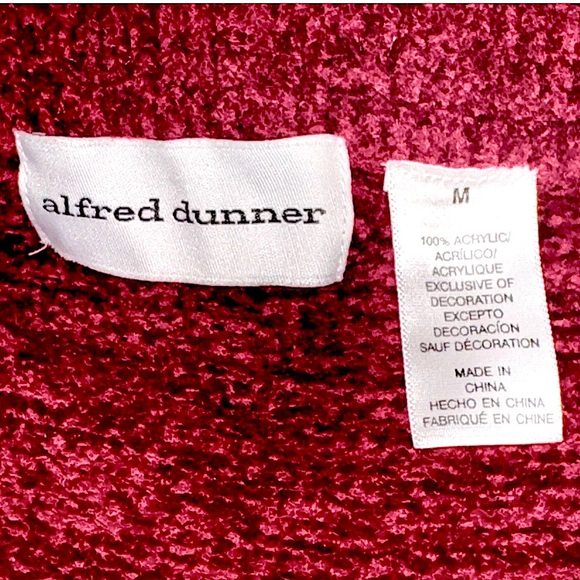 alfred dunner
M
100% ACRYLIC/
ACRÍLICO/
ACRYLIQUE
EXCLUSIVE OF
DECORATION
EXCEPTO
DECORACÍON
SAUF DÉCORATION
MADE IN
CHINA
HECHO EN CHINA
FABRIQUÉ EN CHINE